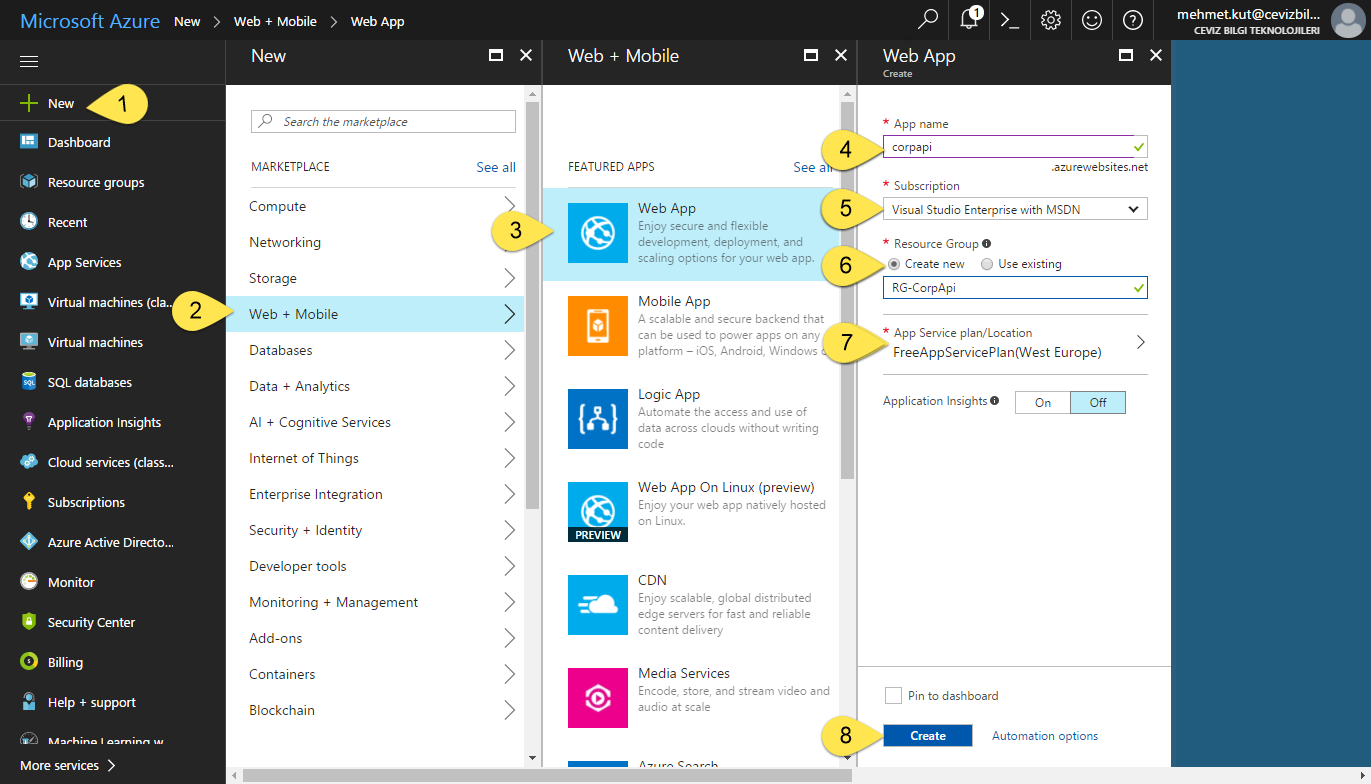 Microsoft Azure New > Web + Mobile > Web App
1
mehmet.kut@cevizbil...
CEVIZ BILGI TEKNOLOJILERI
New
1
Dashboard
Resource groups
Recent
App Services
Virtual machines (cla...
Virtual machines
SQL databases
Application Insights
Cloud services (class...
Subscriptions
Azure Active Directo...
Monitor
Security Center
Billing
Help + support
Machine Learning w
More services >
New
Search the marketplace
MARKETPLACE See all
Compute
Networking
Storage
2
Web + Mobile
Databases
Data + Analytics
AI + Cognitive Services
Internet of Things
Enterprise Integration
Security + Identity
Developer tools
Monitoring + Management
Add-ons
Containers
Blockchain
Web + Mobile
FEATURED APPS See all
3
Web App
Enjoy secure and flexible
development, deployment, and
scaling options for your web app.
Mobile App
A scalable and secure backend that
can be used to power apps on any
platform – iOS, Android, Windows
Logic App
Automate the access and use of
data across clouds without writing
code
Web App On Linux (preview)
Enjoy your web app natively hosted
on Linux.
PREVIEW
CDN
Enjoy scalable, global distributed
edge servers for fast and reliable
content delivery
Media Services
Encode, store, and stream video and
audio at scale
Azure Search
Web App
Create
* App name
4
corpapi
.azurewebsites.net
* Subscription
5
Visual Studio Enterprise with MSDN
* Resource Group
6
Create new Use existing
RG-CorpApi
* App Service plan/Location
7
FreeAppServicePlan(West Europe)
Application Insights On Off
Pin to dashboard
8
Create Automation options